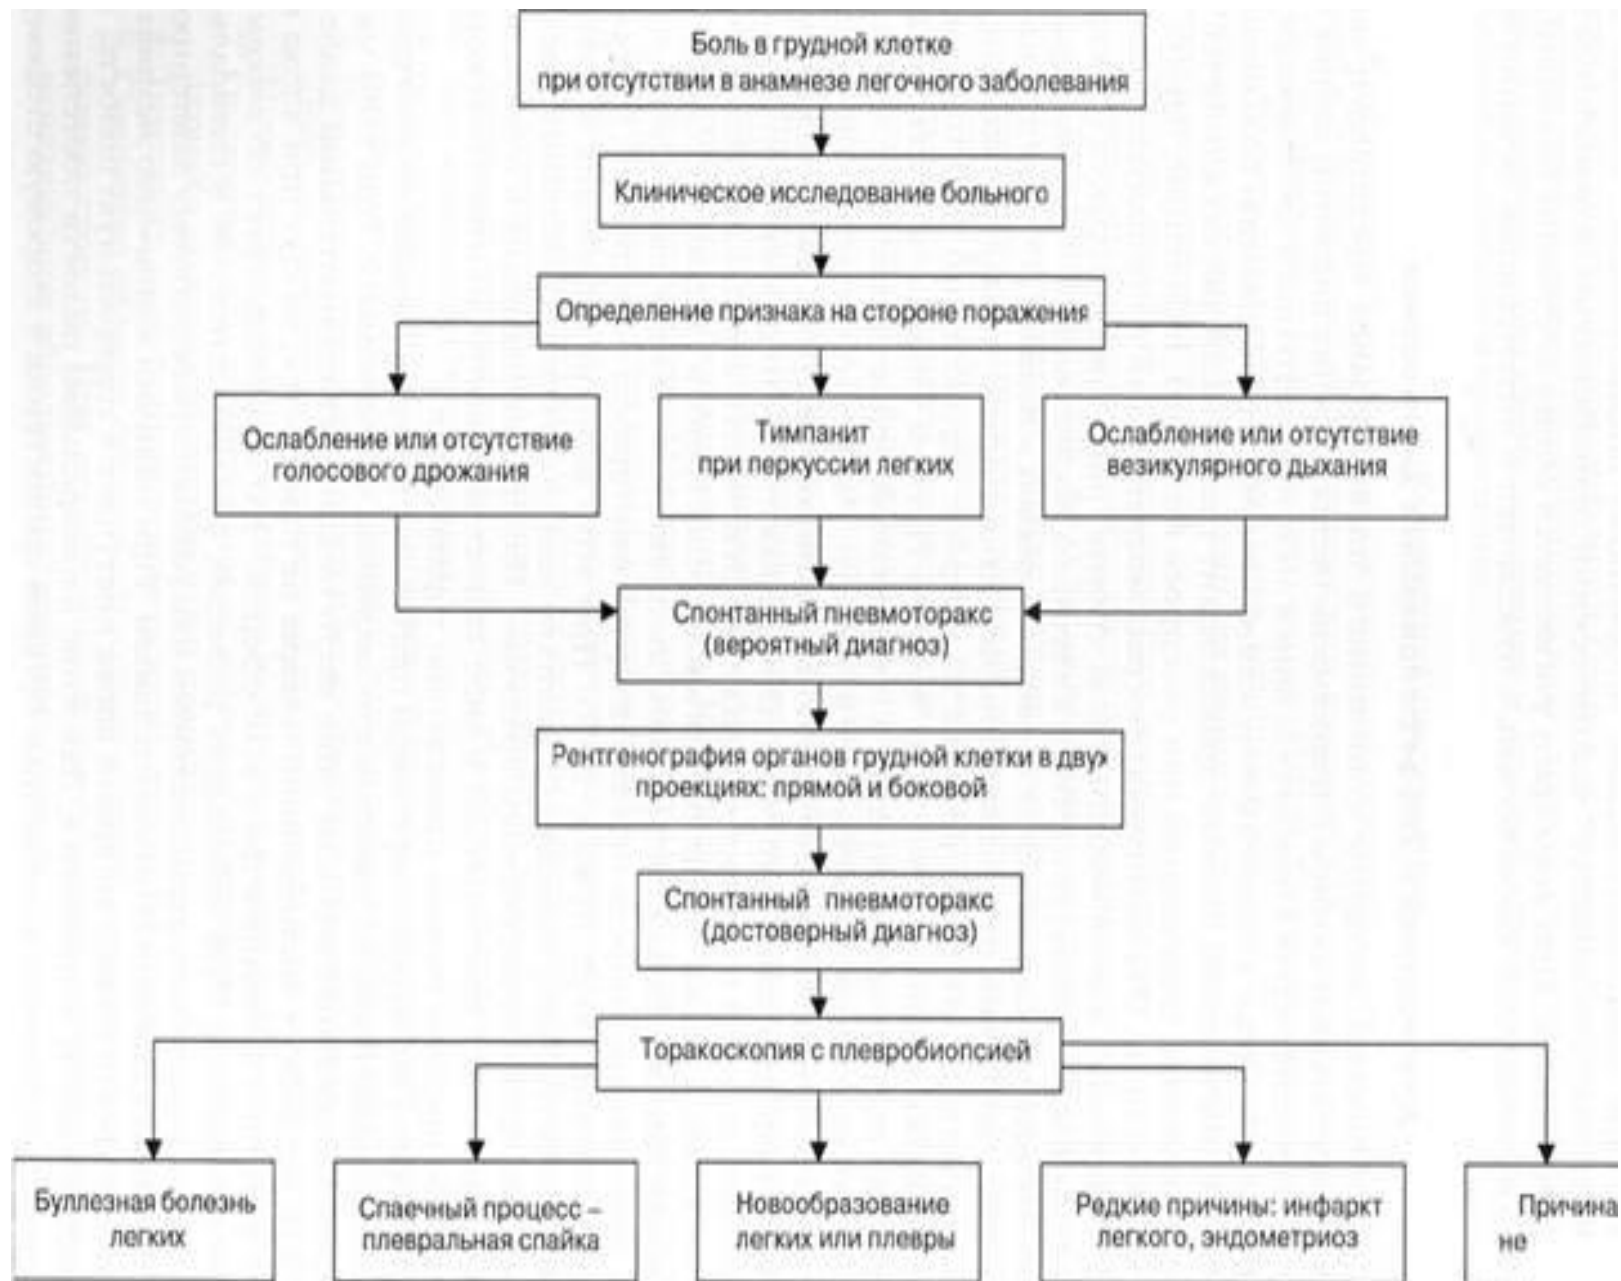 Боль в грудной клетке
при отсутствии в анамнезе легочного заболевания
Клиническое исследование больного
Определение признака на стороне поражения
Ослабление или отсутствие
голосового дрожания
Тимпанит
при перкуссии легких
Ослабление или отсутствие
везикулярного дыхания
Спонтанный пневмоторакс
(вероятный диагноз)
Рентгенография органов грудной клетки в двух
проекциях: прямой и боковой
Спонтанный пневмоторакс
(достоверный диагноз)
Торакоскопия с плевробиопсией
Буллезная болезнь
легких
Спаечный процесс –
плевральная спайка
Новообразование
легких или плевры
Редкие причины: инфаркт
легкого, эндометриоз
Причина
не